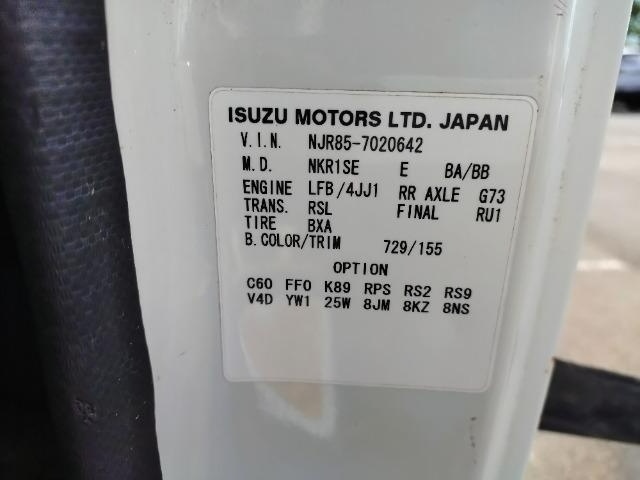 ISUZU MOTORS LTD. JAPAN
V.I.N. NJR85-7020642
M.D. NKR1SE E BA/BB
ENGINE LFB/4JJ1 RR AXLE G73
TRANS. RSL FINAL RU1
TIRE BXA
B.COLOR/TRIM 729/155
OPTION
C60 FF0 K89 RPS RS2 RS9
V4D YW1 25W 8JM 8KZ 8NS